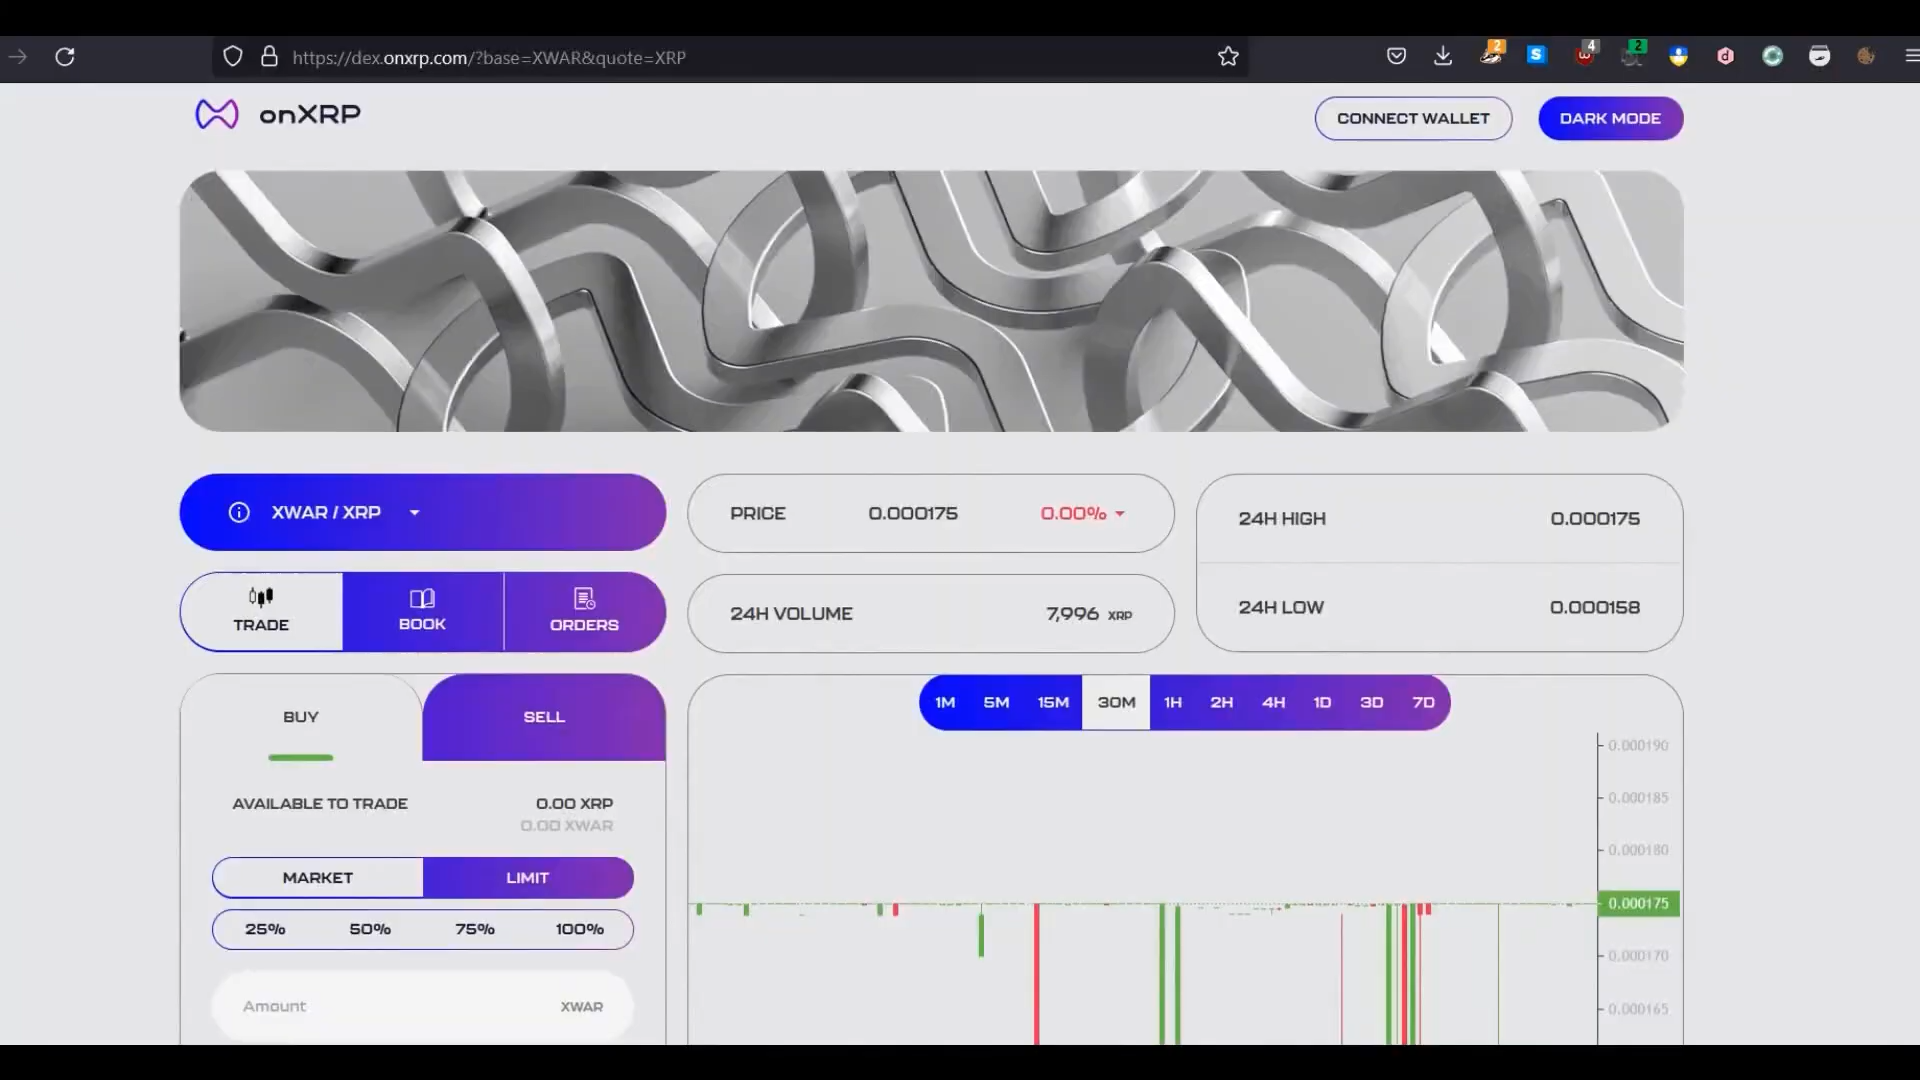 https://dex.onxrp.com/?base=XWAR&quote=XRP
2
S
4
2
d
onXRP
CONNECT WALLET
DARK MODE
XWAR / XRP
PRICE 0.000175 0.00%
24H HIGH 0.000175
TRADE
BOOK
ORDERS
24H VOLUME 7,996 XRP
24H LOW 0.000158
BUY
SELL
1M 5M 15M 30M 1H 2H 4H 1D 3D 7D
0.000190
AVAILABLE TO TRADE 0.00 XRP
0.00 XWAR
0.000185
MARKET
LIMIT
0.000180
25% 50% 75% 100%
0.000175
0.000170
Amount XWAR
0.000165